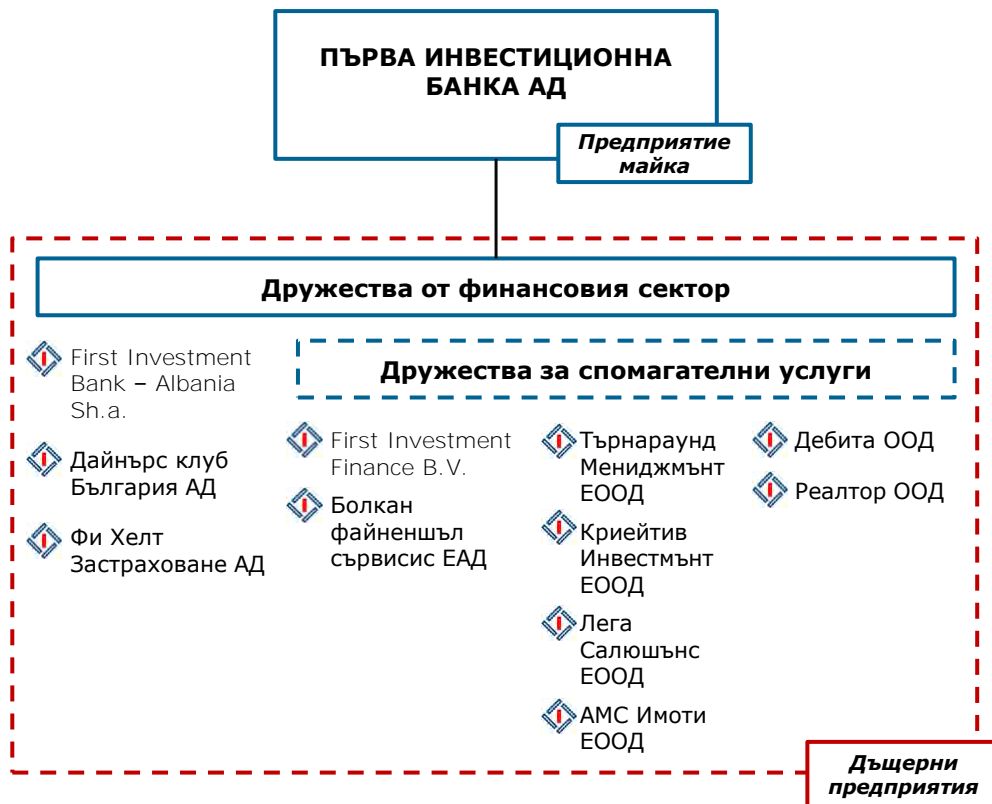 ПЪРВА ИНВЕСТИЦИОННА
БАНКА АД
Предприятие
майка
Дружества от финансовия сектор
First Investment
Bank – Albania
Sh.a.
Дайнърс клуб
България АД
Фи Хелт
Застраховане АД
Дружества за спомагателни услуги
First Investment
Finance B.V.
Болкан
файненшъл
сървисис ЕАД
Търнараунд
Мениджмънт
ЕООД
Криейтив
Инвестмънт
ЕООД
Лега
Салюшънс
ЕООД
АМС Имоти
ЕООД
Дебита ООД
Реалтор ООД
Дъщерни
предприятия